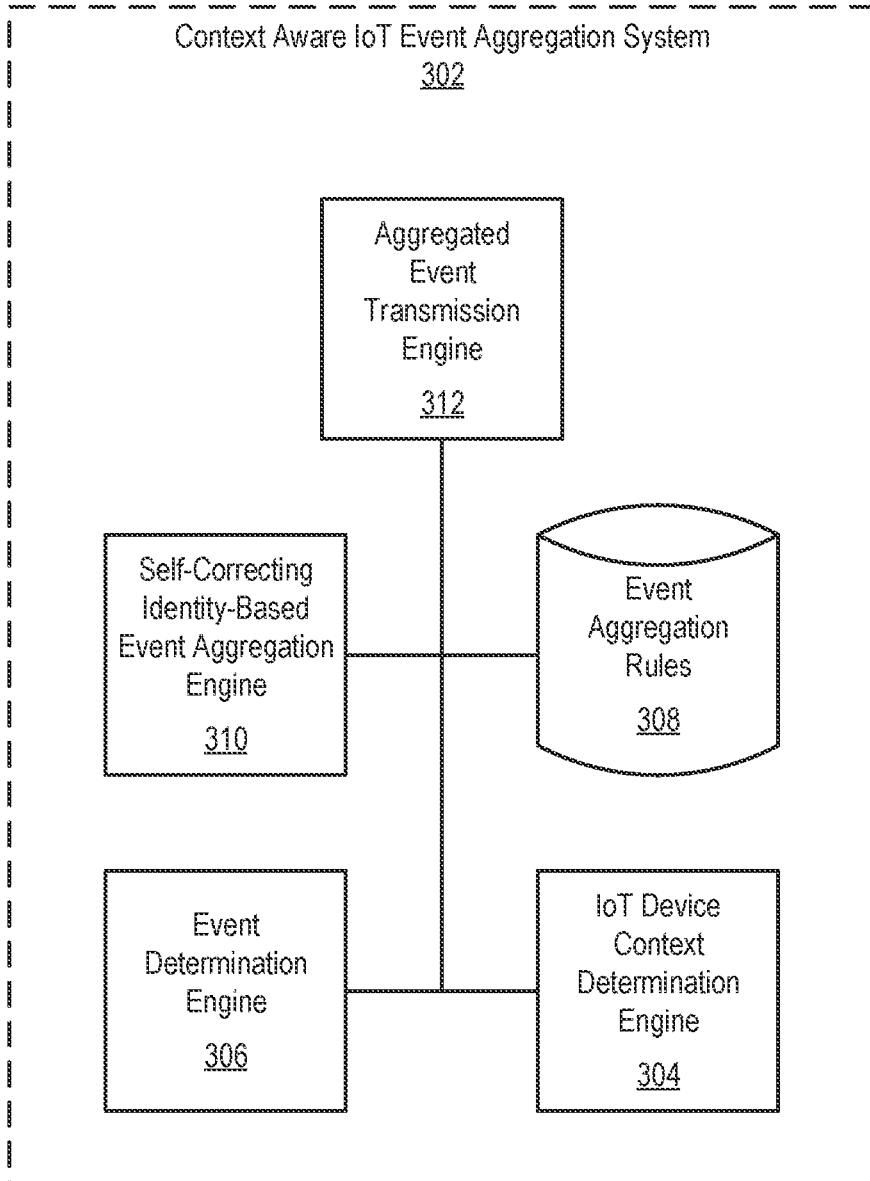 Context Aware IoT Event Aggregation System
302
Aggregated
Event
Transmission
Engine
312
Self-Correcting
Identity-Based
Event Aggregation
Engine
310
Event
Aggregation
Rules
308
Event
Determination
Engine
306
IoT Device
Context
Determination
Engine
304